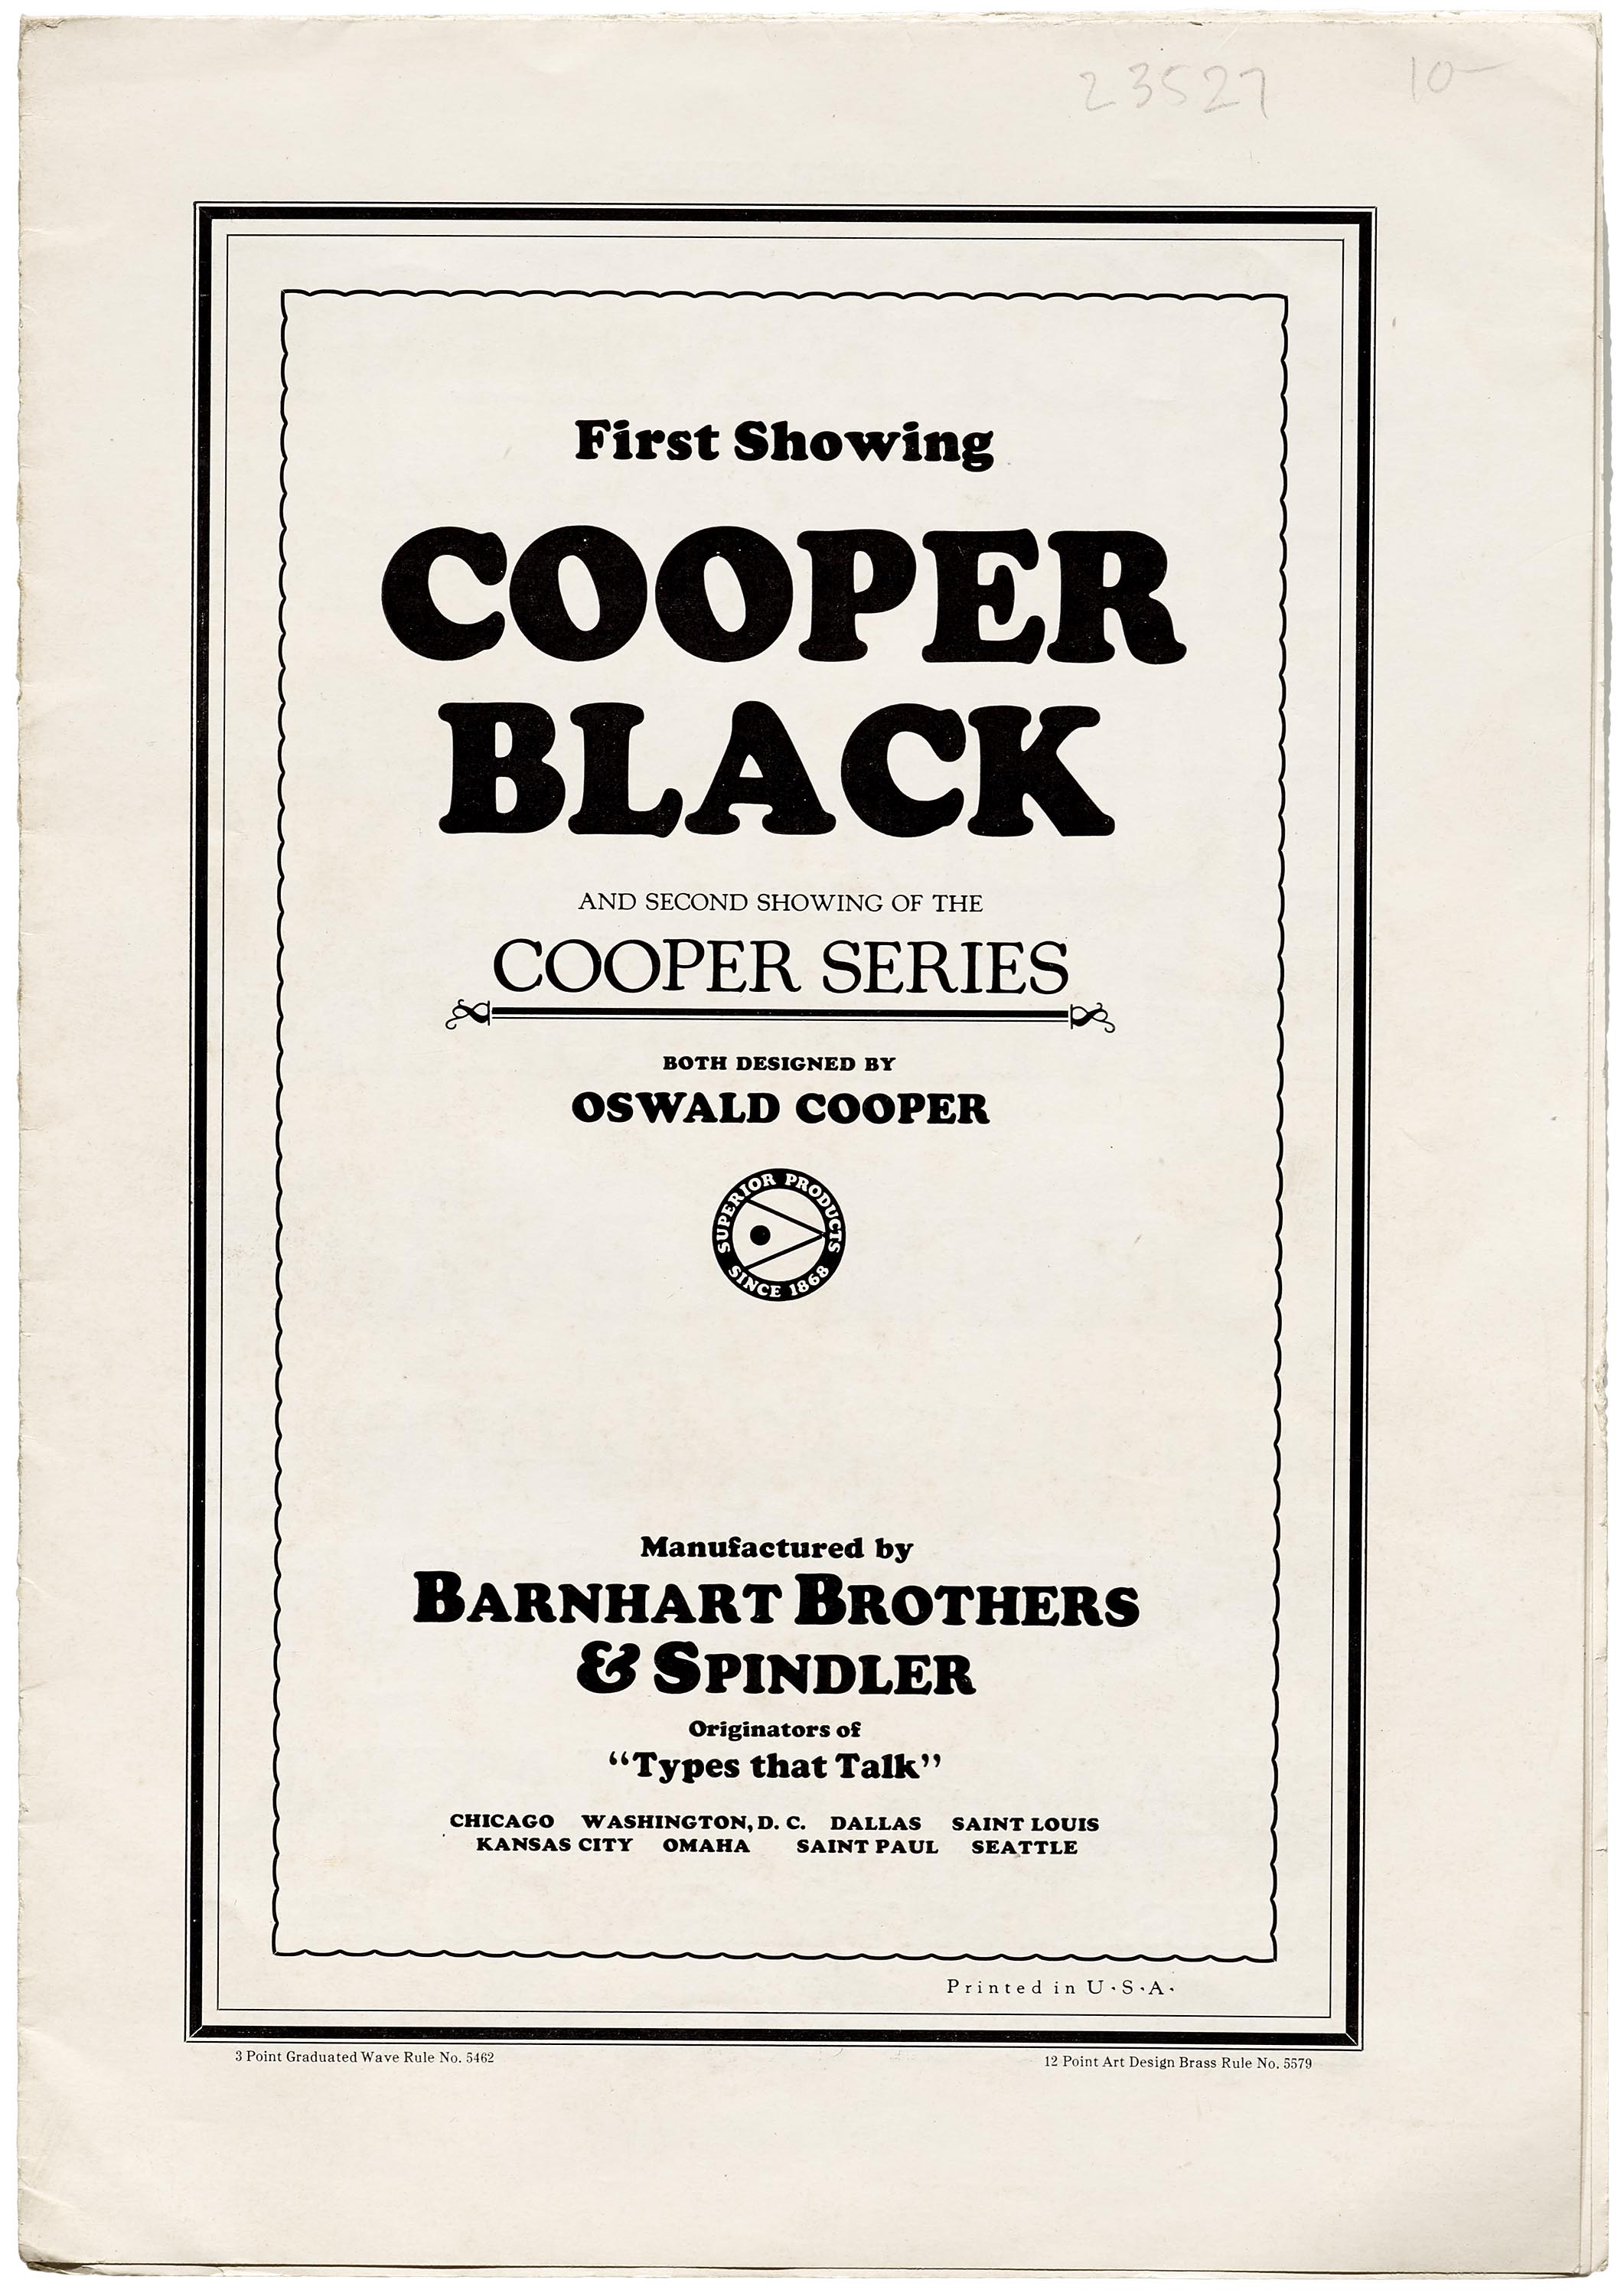 23527 10-
First Showing
COOPER
BLACK
AND SECOND SHOWING OF THE
COOPER SERIES
BOTH DESIGNED BY
OSWALD COOPER
SUPERIOR PRODUCTS
SINCE 1868
Manufactured by
BARNHART BROTHERS
& SPINDLER
Originators of
“Types that Talk”
CHICAGO WASHINGTON, D. C. DALLAS SAINT LOUIS
KANSAS CITY OMAHA SAINT PAUL SEATTLE
Printed in U·S·A·
3 Point Graduated Wave Rule No. 5462
12 Point Art Design Brass Rule No. 5579